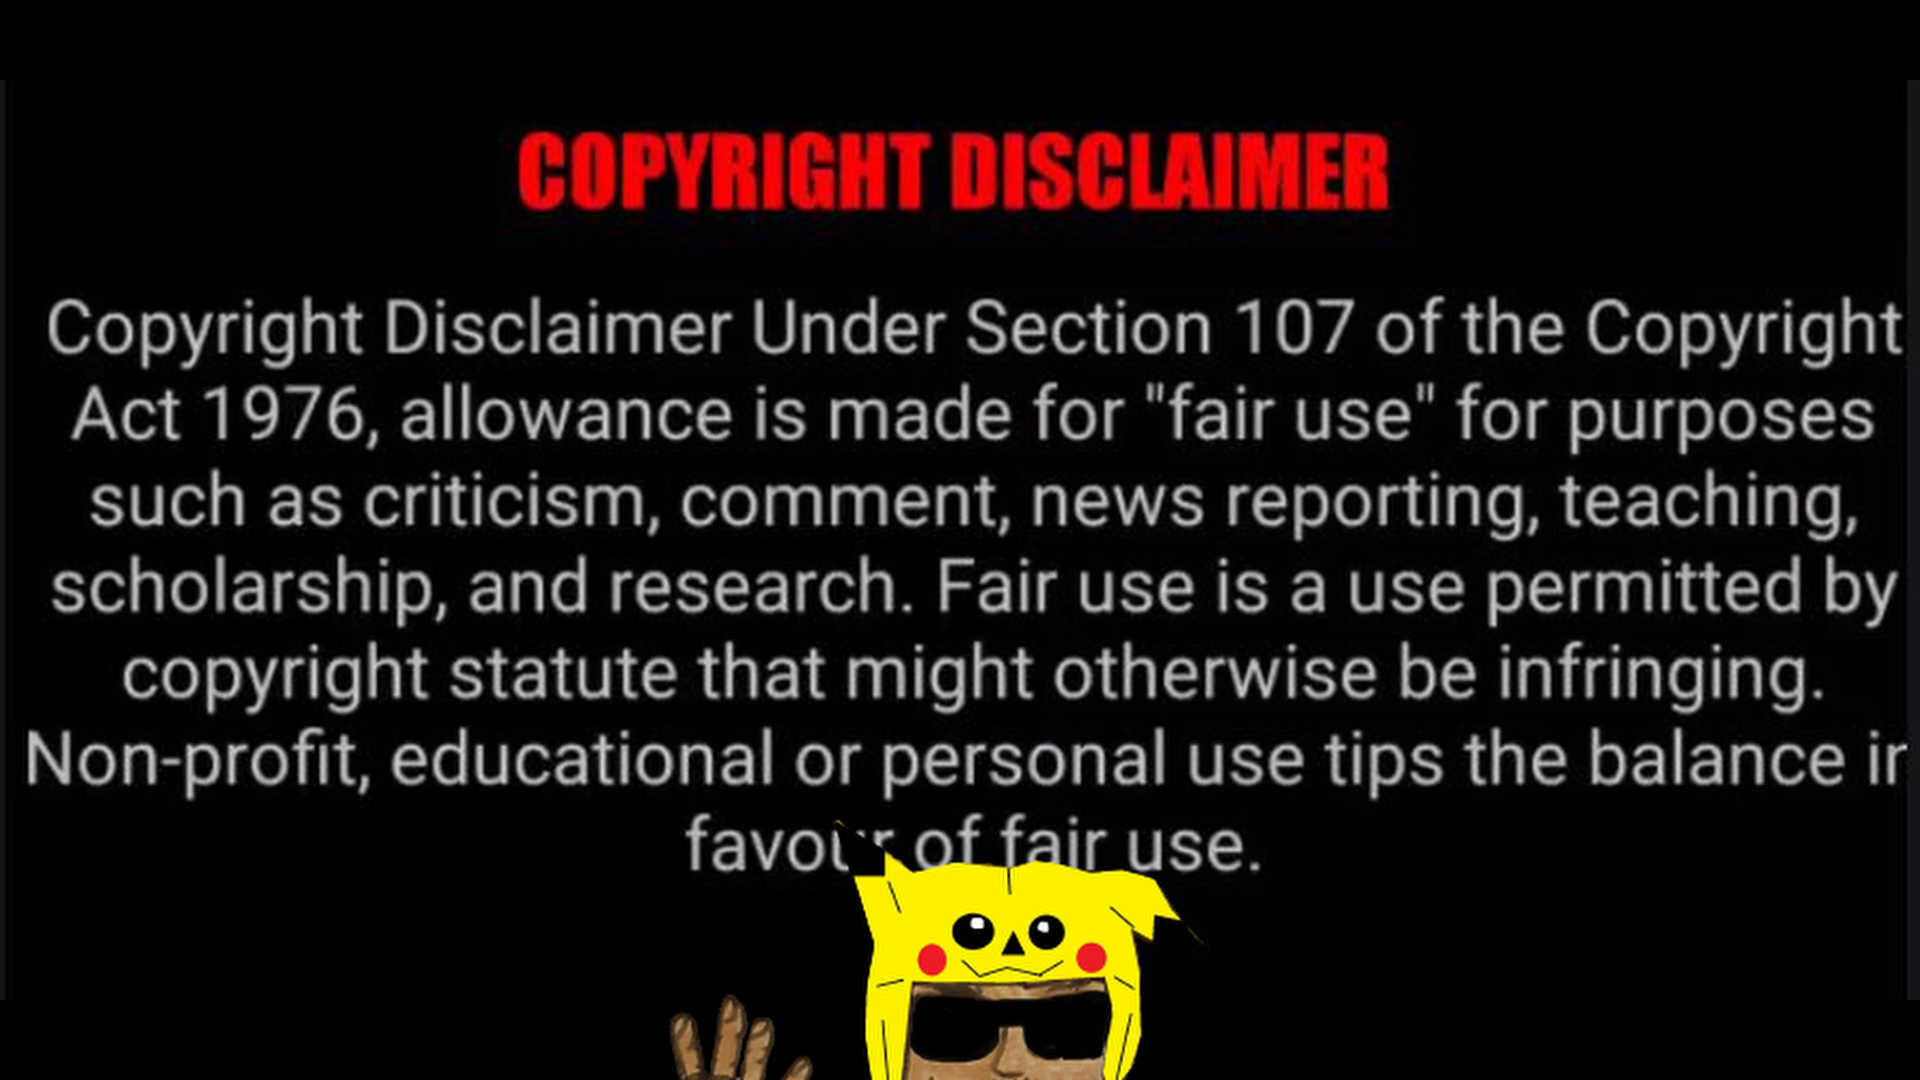 COPYRIGHT DISCLAIMER
Copyright Disclaimer Under Section 107 of the Copyright
Act 1976, allowance is made for "fair use" for purposes
such as criticism, comment, news reporting, teaching,
scholarship, and research. Fair use is a use permitted by
copyright statute that might otherwise be infringing.
Non-profit, educational or personal use tips the balance in
favour of fair use.